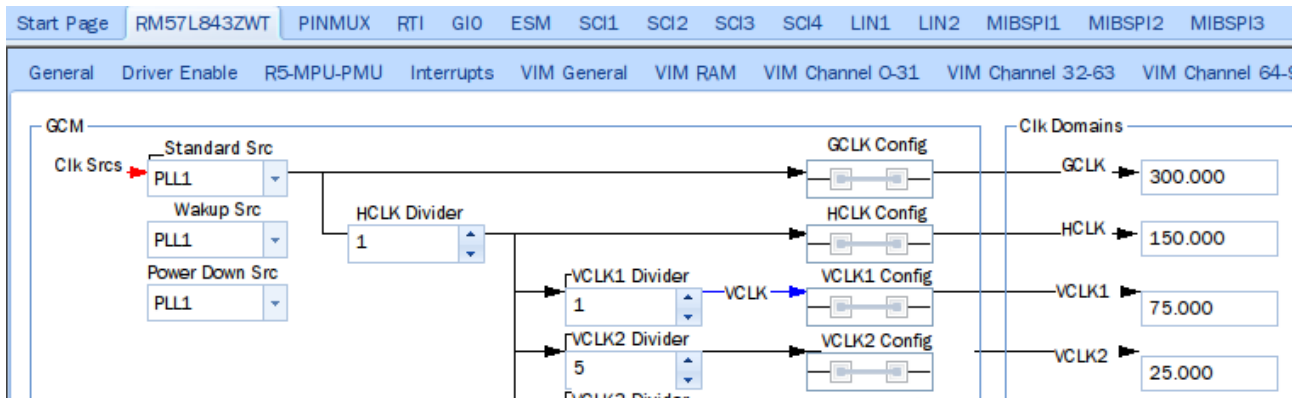 Start Page RM57L843ZWT PINMUX RTI GIO ESM SCI1 SCI2 SCI3 SCI4 LIN1 LIN2 MIBSPI1 MIBSPI2 MIBSPI3
General Driver Enable R5-MPU-PMU Interrupts VIM General VIM RAM VIM Channel 0-31 VIM Channel 32-63 VIM Channel 64-
GCM
Clk Domains
Standard Src
GCLK Config
Clk Srcs
PLL1
GCLK
300.000
Wakup Src
HCLK Divider
HCLK Config
PLL1
1
HCLK
150.000
Power Down Src
VCLK1 Divider
VCLK1 Config
PLL1
1
VCLK
VCLK1
75.000
VCLK2 Divider
VCLK2 Config
5
VCLK2
25.000